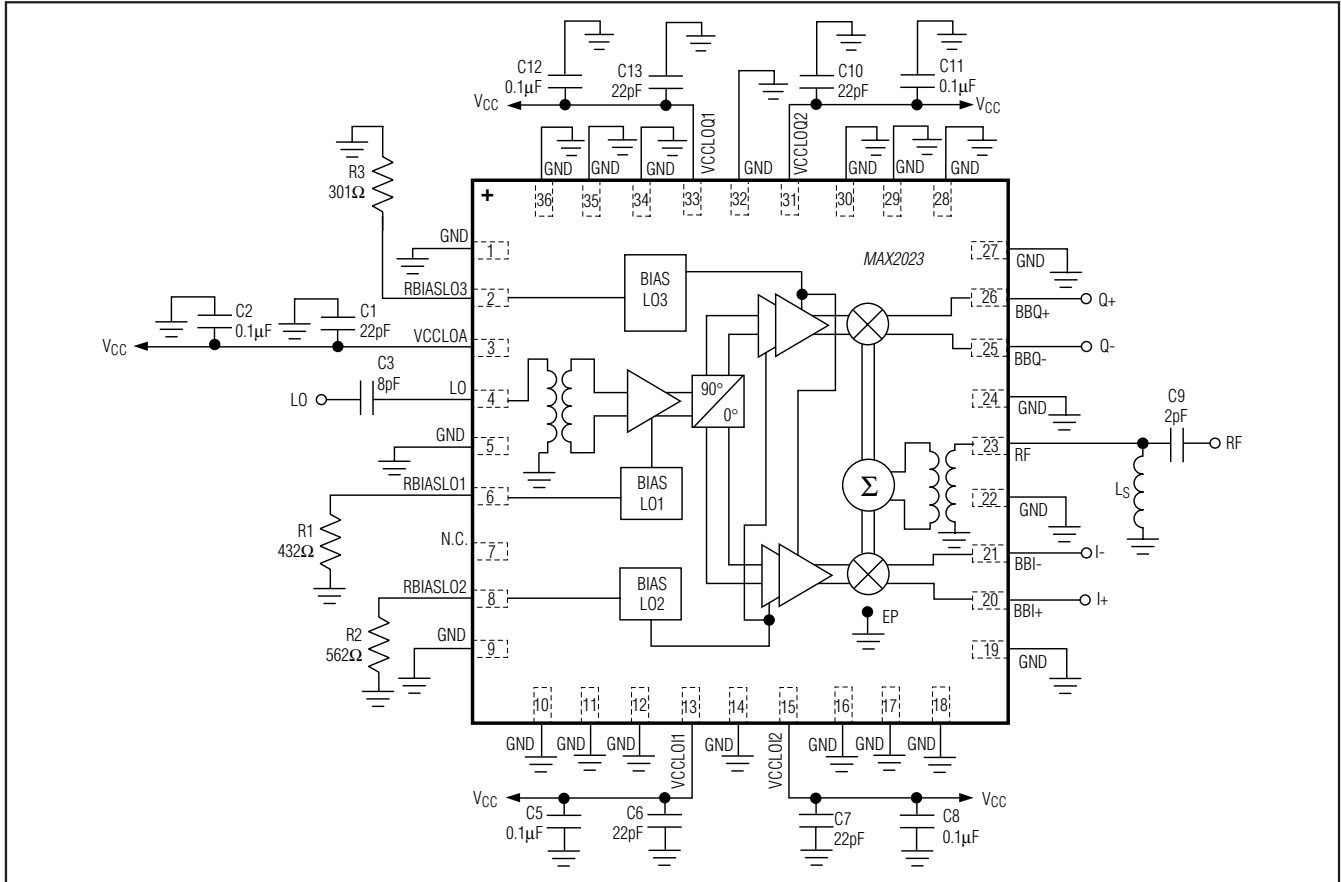 C12
0.1μF
C13
22pF
C10
22pF
C11
0.1μF
VCC
VCC
VCCLOQ1
VCCLOQ2
GND
GND
GND
GND
GND
GND
GND
36
35
34
33
32
31
30
29
28
+
MAX2023
R3
301Ω
GND
1
RBIASLO3
2
C2
0.1μF
C1
22pF
VCC
VCCLOA
3
C3
8pF
LO
LO
4
GND
5
RBIASLO1
6
R1
432Ω
N.C.
7
RBIASLO2
8
R2
562Ω
GND
9
BIAS
LO3
90°
0°
BIAS
LO1
BIAS
LO2
Σ
EP
27
GND
26
BBQ+
Q+
25
BBQ-
Q-
24
GND
C9
2pF
23
RF
RF
LS
22
GND
21
BBI-
I-
20
BBI+
I+
19
GND
10
11
12
13
14
15
16
17
18
GND
GND
GND
VCCLOI1
GND
VCCLOI2
GND
GND
GND
VCC
C5
0.1μF
C6
22pF
C7
22pF
C8
0.1μF
VCC